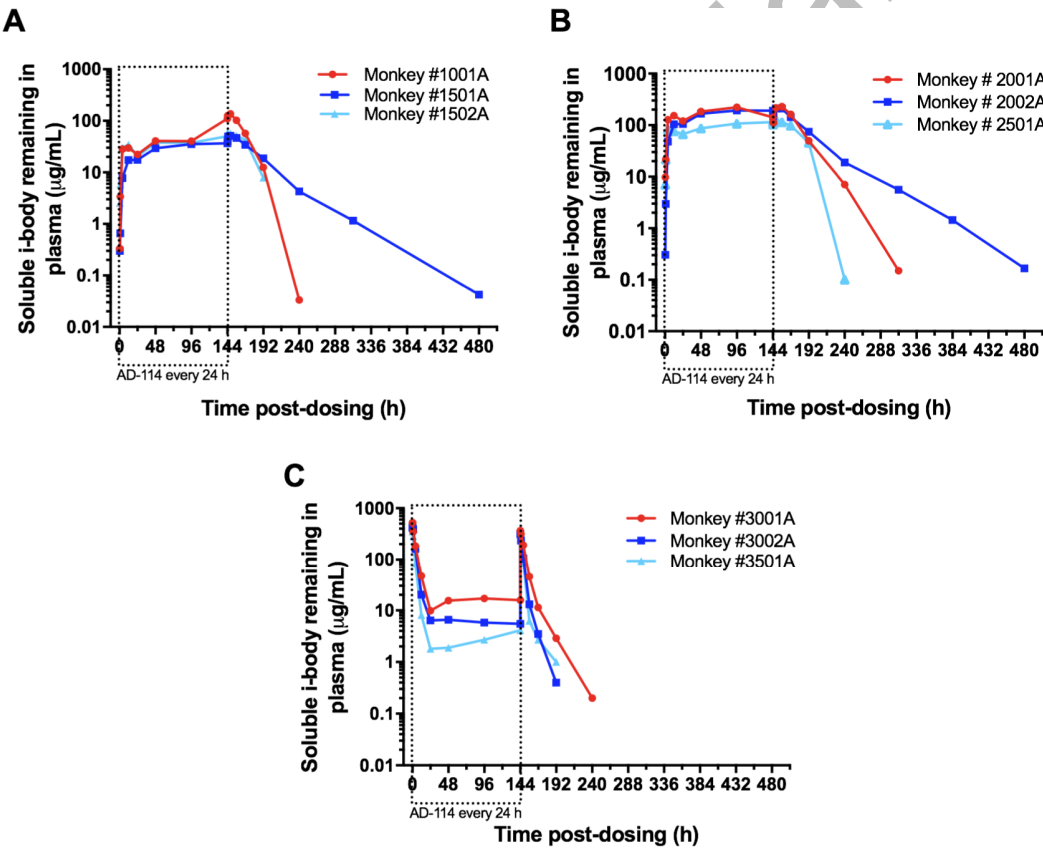 A
Soluble i-body remaining in
plasma (µg/mL)
1000
100
10
1
0.1
0.01
0 48 96 144 192 240 288 336 384 432 480
AD-114 every 24 h
Time post-dosing (h)
Monkey #1001A
Monkey #1501A
Monkey #1502A
B
Soluble i-body remaining in
plasma (µg/mL)
1000
100
10
1
0.1
0.01
0 48 96 144 192 240 288 336 384 432 480
AD-114 every 24 h
Time post-dosing (h)
Monkey # 2001A
Monkey # 2002A
Monkey # 2501A
C
Soluble i-body remaining in
plasma (µg/mL)
1000
100
10
1
0.1
0.01
0 48 96 144 192 240 288 336 384 432 480
AD-114 every 24 h
Time post-dosing (h)
Monkey #3001A
Monkey #3002A
Monkey #3501A